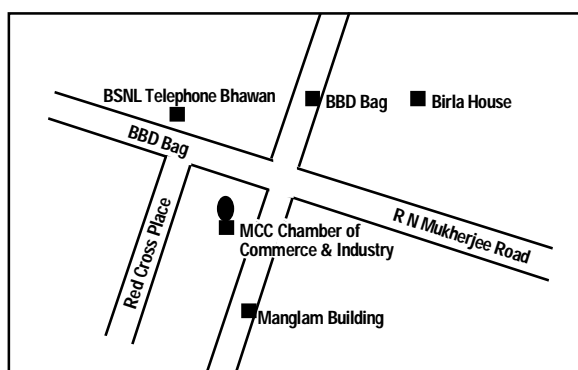 BSNL Telephone Bhawan
BBD Bag
Birla House
BBD Bag
Red Cross Place
MCC Chamber of
Commerce & Industry
R N Mukherjee Road
Manglam Building